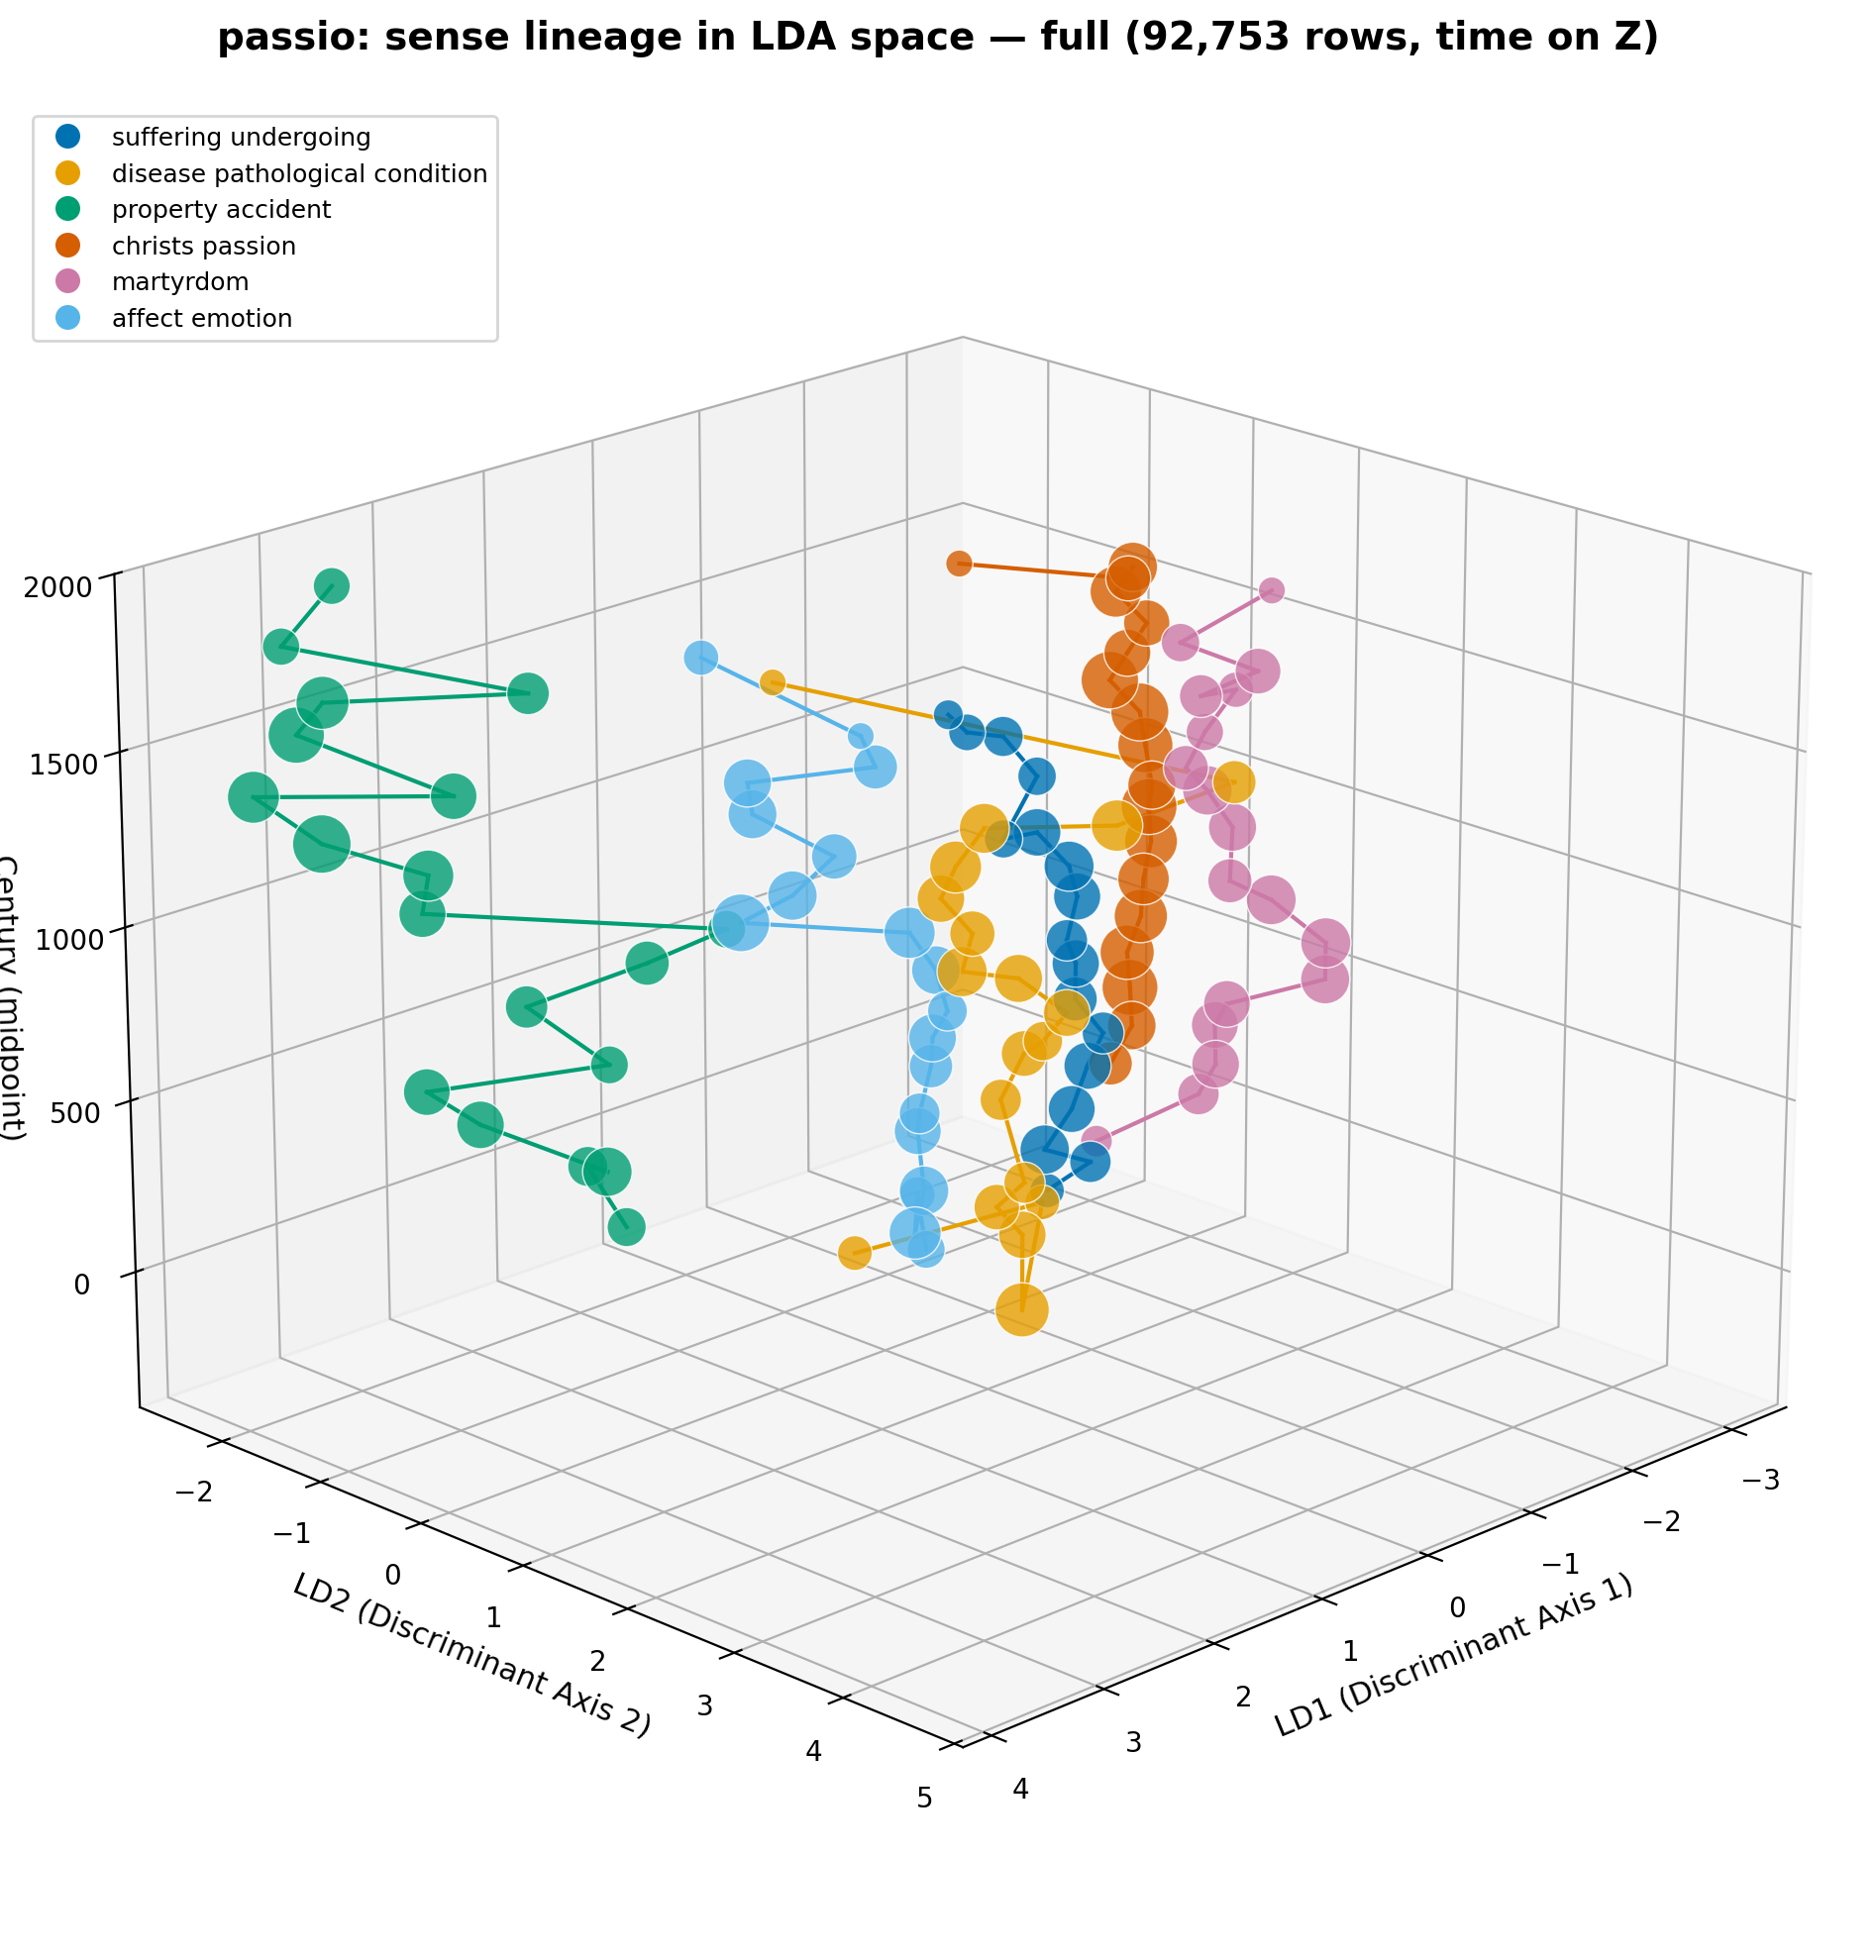 passio: sense lineage in LDA space — full (92,753 rows, time on Z)
suffering undergoing
disease pathological condition
property accident
christs passion
martyrdom
affect emotion
2000
1500
1000
500
0
Century (midpoint)
−2
−1
0
1
2
3
4
5
LD2 (Discriminant Axis 2)
−3
−2
−1
0
1
2
3
4
LD1 (Discriminant Axis 1)